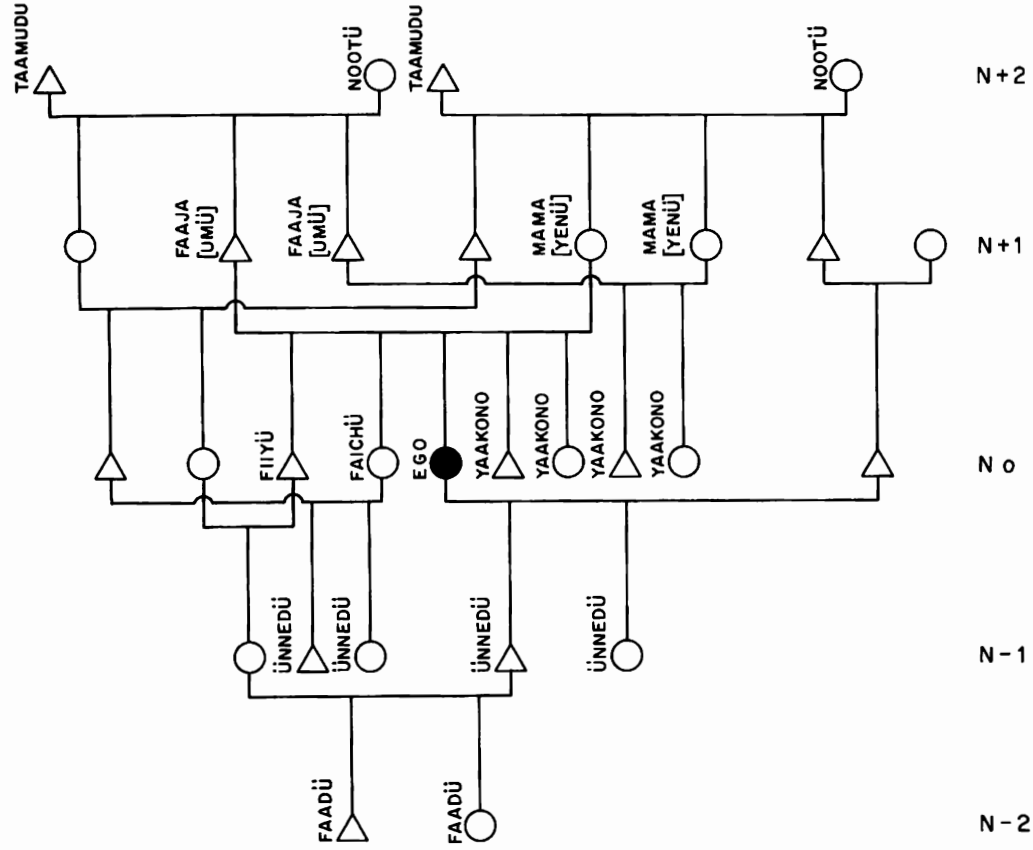 TAAMUDU
NOOTÜ
TAAMUDU
NOOTÜ
N+2
FAAJA
[UMÜ]
FAAJA
[UMÜ]
MAMA
[YENÜ]
MAMA
[YENÜ]
N+1
FIIYÜ
FAICHÜ
EGO
YAAKONO
YAAKONO
YAAKONO
YAAKONO
N o
ÜNNEDÜ
ÜNNEDÜ
ÜNNEDÜ
ÜNNEDÜ
N-1
FAADÜ
FAADÜ
N-2